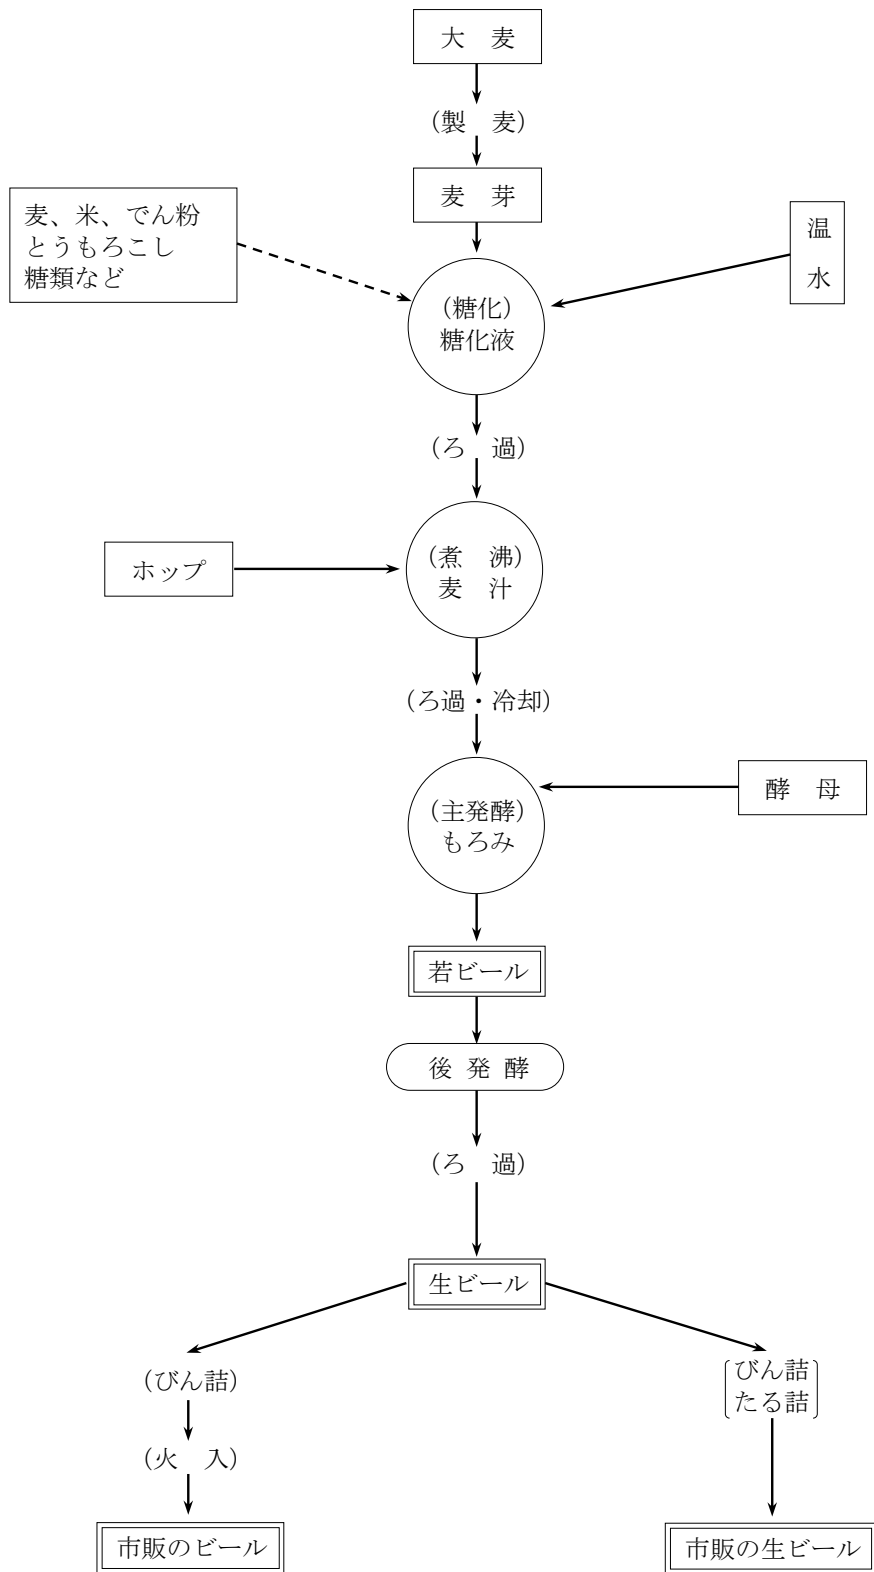 大　麦
（製　麦）
麦　芽
麦、米、でん粉
とうもろこし
糖類など
温
水
（糖化）
糖化液
（ろ　過）
ホップ
（煮　沸）
麦　汁
（ろ過・冷却）
酵　母
（主発酵）
もろみ
若ビール
後 発 酵
（ろ　過）
生ビール
（びん詰）
びん詰
たる詰
（火　入）
市販のビール
市販の生ビール